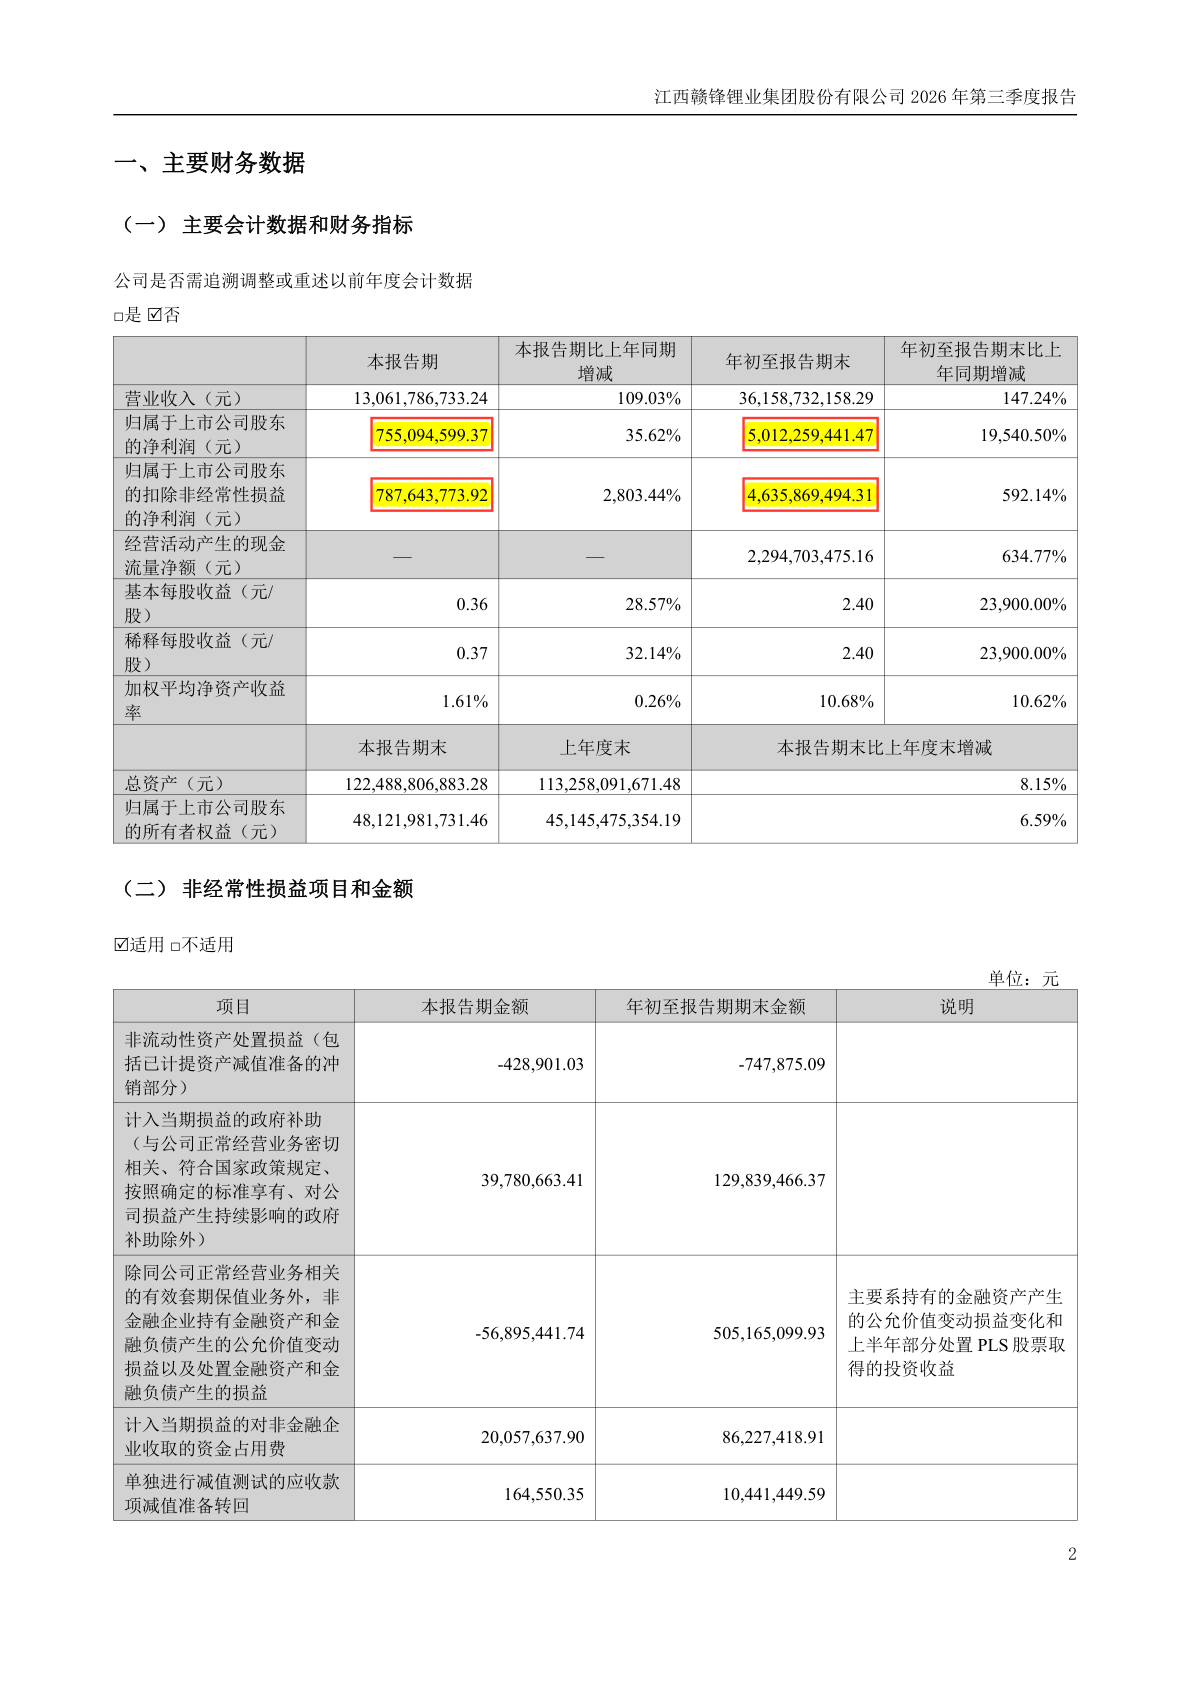 江西赣锋锂业集团股份有限公司 2026 年第三季度报告
一、主要财务数据
（一） 主要会计数据和财务指标
公司是否需追溯调整或重述以前年度会计数据
□是 ☑否
本报告期
本报告期比上年同期
增减
年初至报告期末
年初至报告期末比上
年同期增减
营业收入（元）
13,061,786,733.24
109.03%
36,158,732,158.29
147.24%
归属于上市公司股东
的净利润（元）
755,094,599.37
35.62%
5,012,259,441.47
19,540.50%
归属于上市公司股东
的扣除非经常性损益
的净利润（元）
787,643,773.92
2,803.44%
4,635,869,494.31
592.14%
经营活动产生的现金
流量净额（元）
—
—
2,294,703,475.16
634.77%
基本每股收益（元/
股）
0.36
28.57%
2.40
23,900.00%
稀释每股收益（元/
股）
0.37
32.14%
2.40
23,900.00%
加权平均净资产收益
率
1.61%
0.26%
10.68%
10.62%
本报告期末
上年度末
本报告期末比上年度末增减
总资产（元）
122,488,806,883.28
113,258,091,671.48
8.15%
归属于上市公司股东
的所有者权益（元）
48,121,981,731.46
45,145,475,354.19
6.59%
（二） 非经常性损益项目和金额
☑适用 □不适用
单位：元
项目
本报告期金额
年初至报告期期末金额
说明
非流动性资产处置损益（包
括已计提资产减值准备的冲
销部分）
-428,901.03
-747,875.09
计入当期损益的政府补助
（与公司正常经营业务密切
相关、符合国家政策规定、
按照确定的标准享有、对公
司损益产生持续影响的政府
补助除外）
39,780,663.41
129,839,466.37
除同公司正常经营业务相关
的有效套期保值业务外，非
金融企业持有金融资产和金
融负债产生的公允价值变动
损益以及处置金融资产和金
融负债产生的损益
-56,895,441.74
505,165,099.93
主要系持有的金融资产产生
的公允价值变动损益变化和
上半年部分处置 PLS 股票取
得的投资收益
计入当期损益的对非金融企
业收取的资金占用费
20,057,637.90
86,227,418.91
单独进行减值测试的应收款
项减值准备转回
164,550.35
10,441,449.59
2